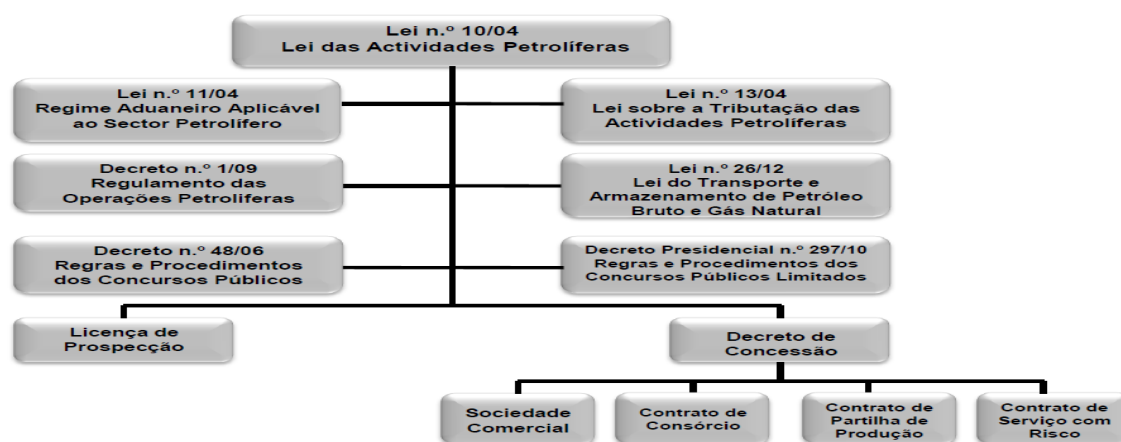 Lei n.º 10/04
Lei das Actividades Petrolíferas
Lei n.º 11/04
Regime Aduaneiro Aplicável
ao Sector Petrolífero
Lei n.º 13/04
Lei sobre a Tributação das
Actividades Petrolíferas
Decreto n.º 1/09
Regulamento das
Operações Petrolíferas
Lei n.º 26/12
Lei do Transporte e
Armazenamento de Petróleo
Bruto e Gás Natural
Decreto n.º 48/06
Regras e Procedimentos
dos Concursos Públicos
Decreto Presidencial n.º 297/10
Regras e Procedimentos dos
Concursos Públicos Limitados
Licença de
Prospecção
Decreto de
Concessão
Sociedade
Comercial
Contrato de
Consórcio
Contrato de
Partilha de
Produção
Contrato de
Serviço com
Risco